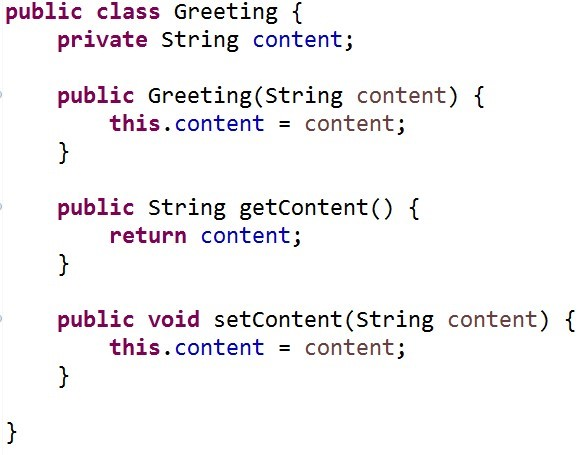 public class Greeting {
    private String content;

    public Greeting(String content) {
        this.content = content;
    }

    public String getContent() {
        return content;
    }

    public void setContent(String content) {
        this.content = content;
    }

}